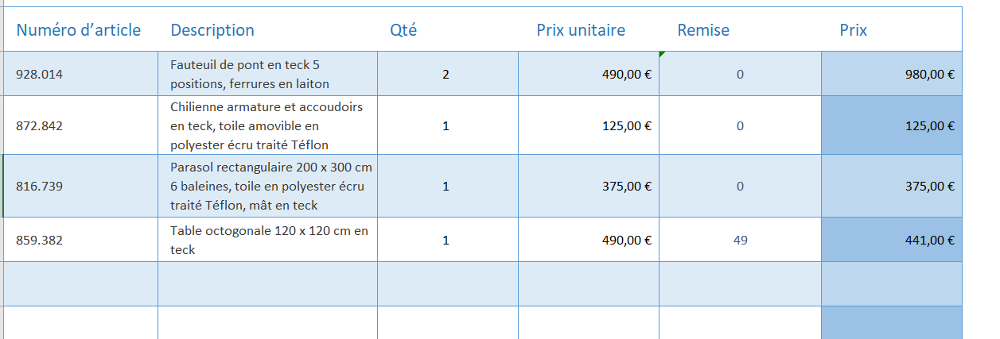 Numéro d’article Description Qté Prix unitaire Remise Prix
928.014 Fauteuil de pont en teck 5 2 490,00 € 0 980,00 €
positions, ferrures en laiton
872.842 Chilienne armature et accoudoirs 1 125,00 € 0 125,00 €
en teck, toile amovible en
polyester écru traité Téflon
816.739 Parasol rectangulaire 200 x 300 cm 1 375,00 € 0 375,00 €
6 baleines, toile en polyester écru
traité Téflon, mât en teck
859.382 Table octogonale 120 x 120 cm en 1 490,00 € 49 441,00 €
teck